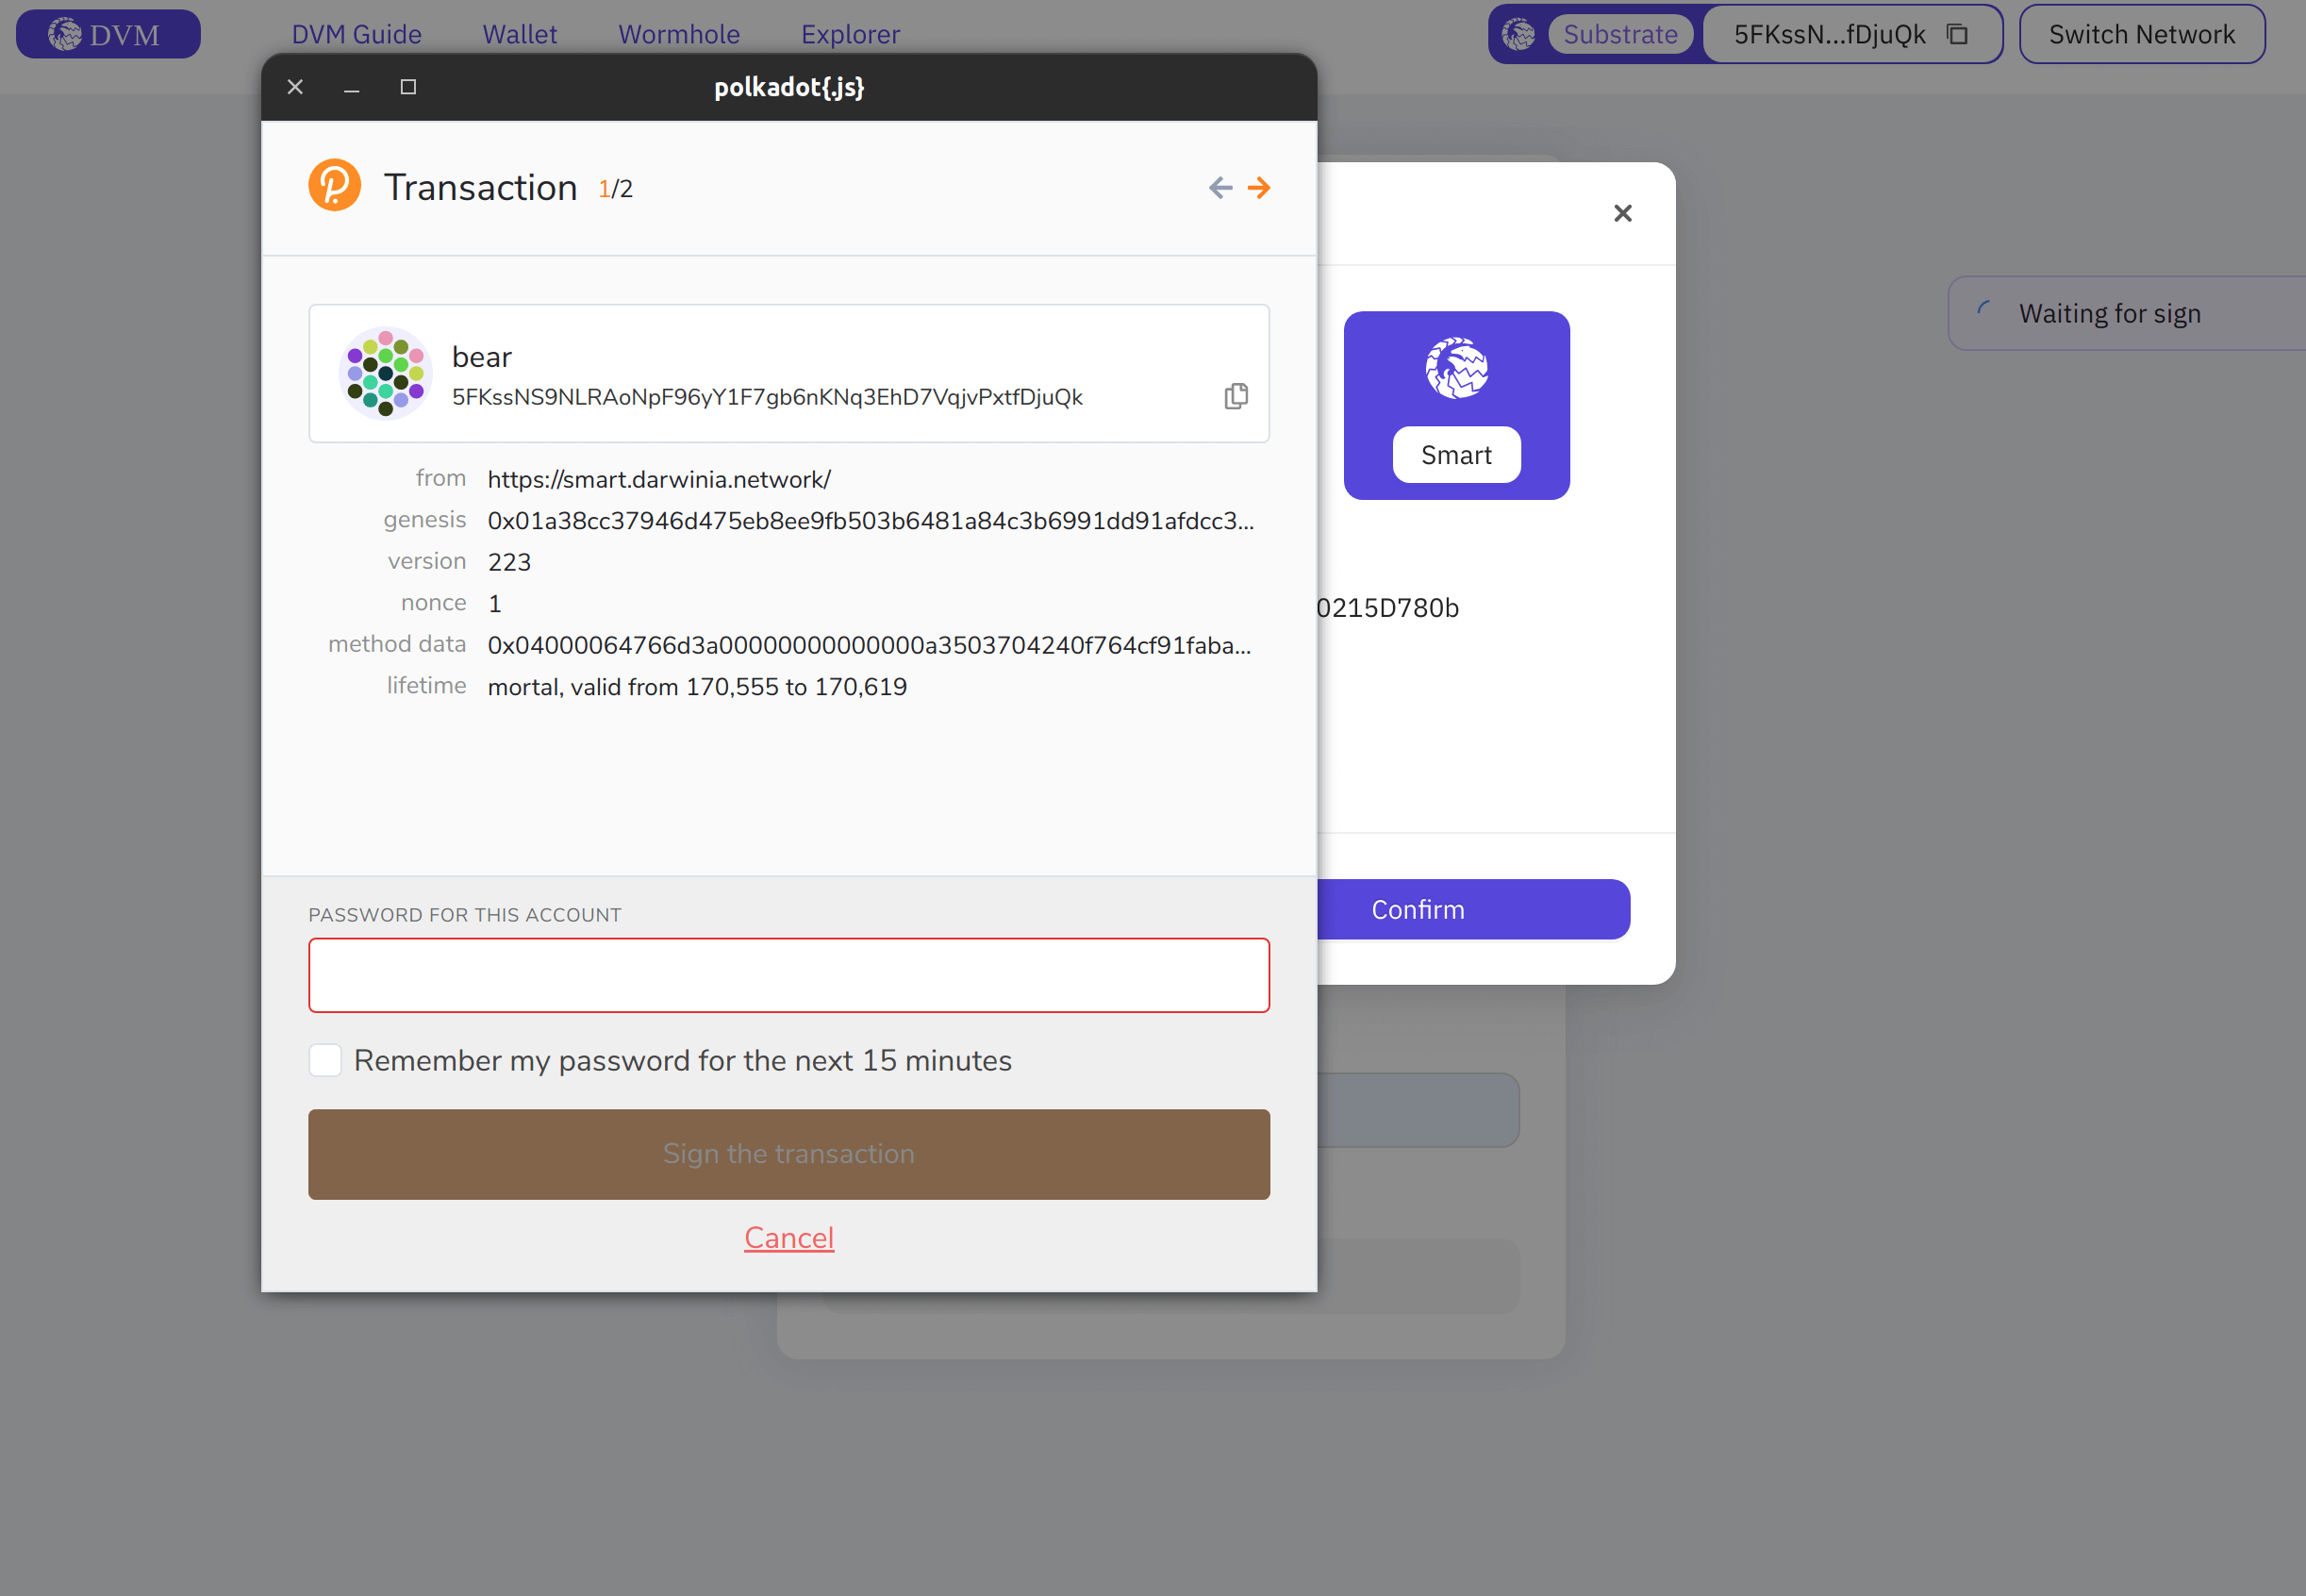 DVM
DVM Guide
Wallet
Wormhole
Explorer
Substrate
5FKssN...fDjuQk
Switch Network
polkadot{.js}
Transaction 1/2
bear
5FKssNS9NLRAoNpF96yY1F7gb6nKNq3EhD7VqjvPxtfDjuQk
from https://smart.darwinia.network/
genesis 0x01a38cc37946d475eb8ee9fb503b6481a84c3b6991dd91afdcc3...
version 223
nonce 1
method data 0x04000064766d3a00000000000000a3503704240f764cf91faba...
lifetime mortal, valid from 170,555 to 170,619
PASSWORD FOR THIS ACCOUNT
Remember my password for the next 15 minutes
Sign the transaction
Cancel
Smart
0215D780b
Confirm
Waiting for sign